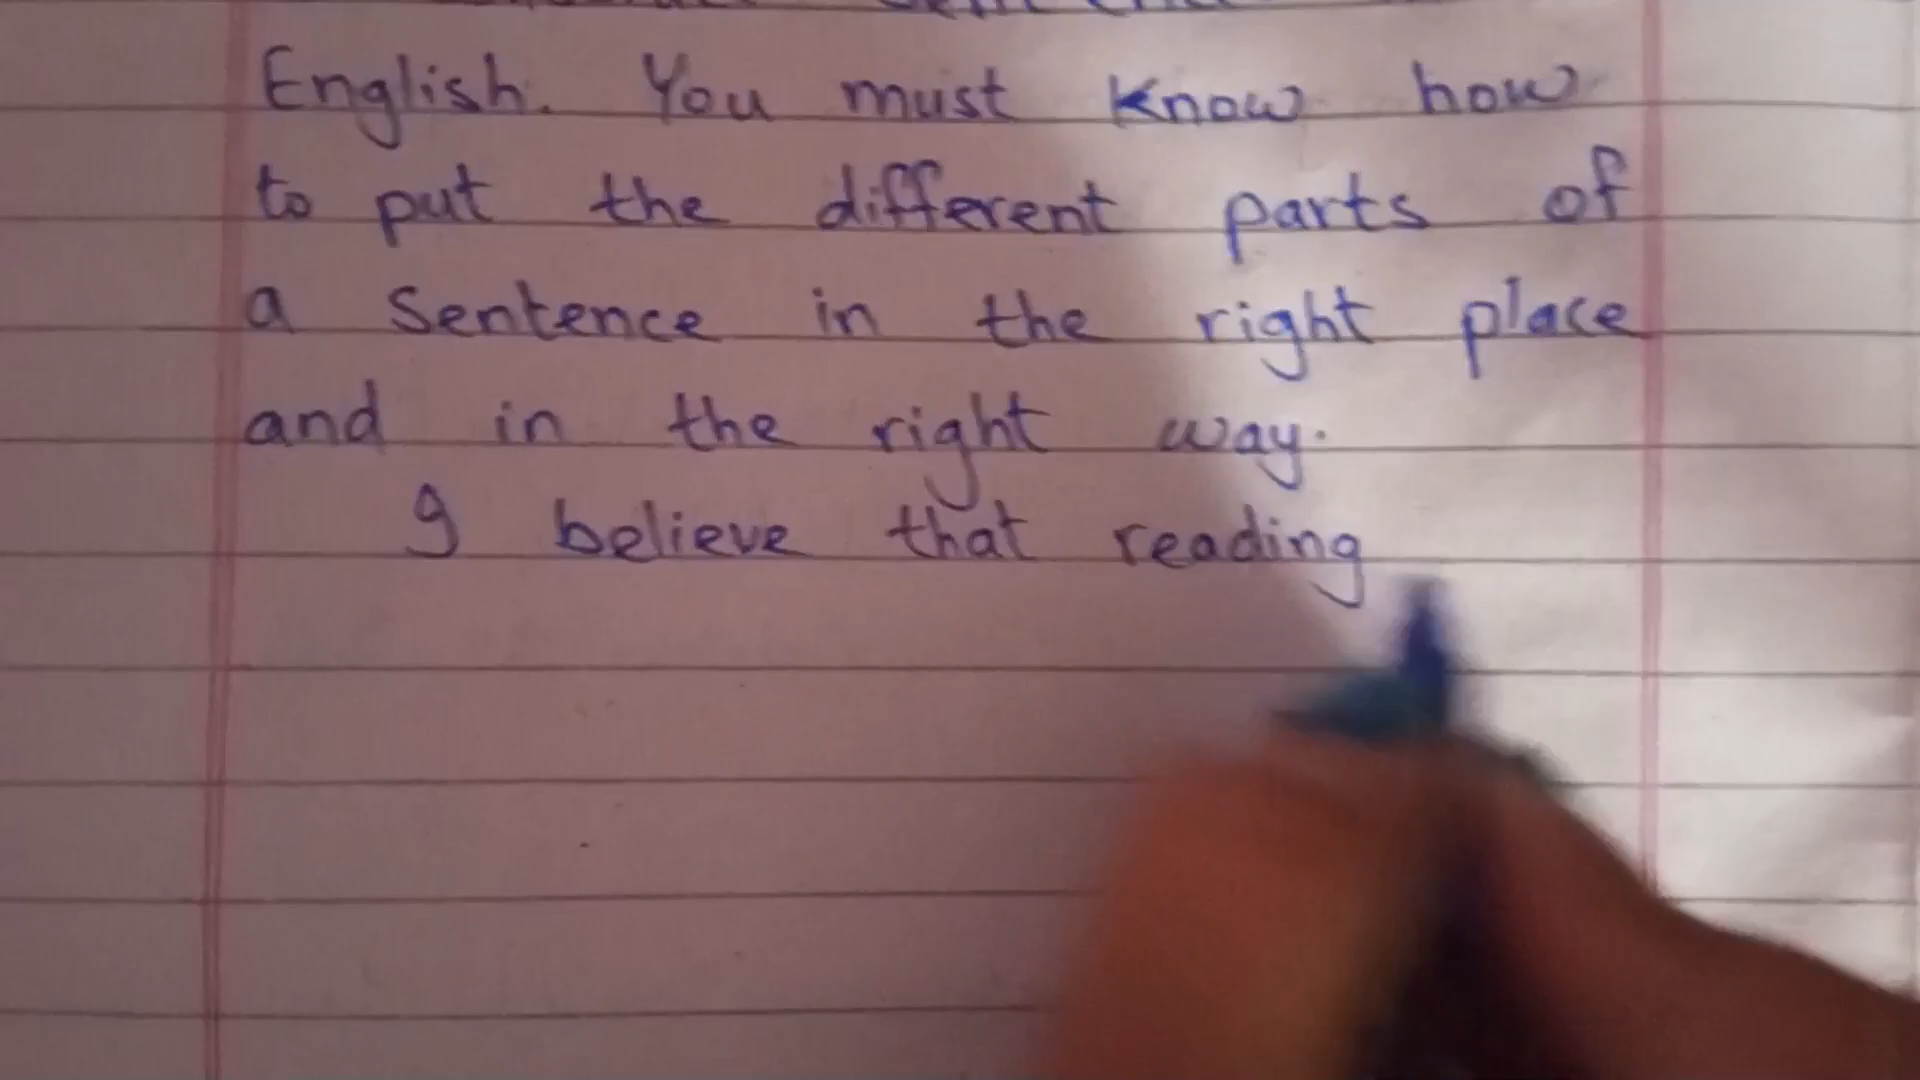 English. You must know how
to put the different parts of
a sentence in the right place
and in the right way.
I believe that reading